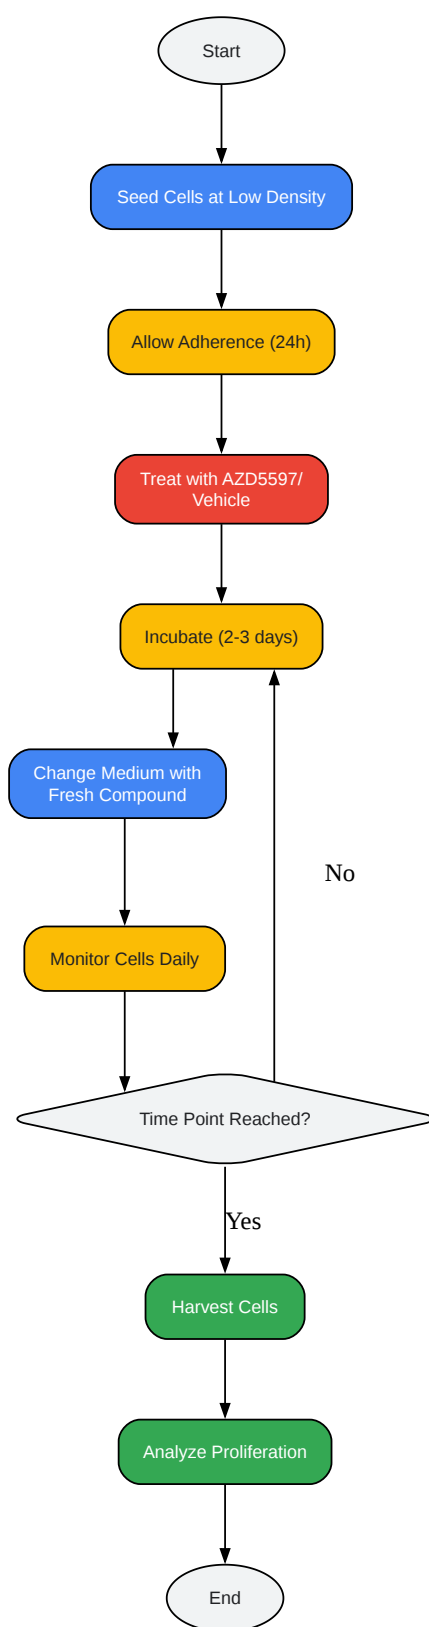 Start
Seed Cells at Low Density
Allow Adherence (24h)
Treat with AZD5597/
Vehicle
Incubate (2-3 days)
Change Medium with
Fresh Compound
No
Monitor Cells Daily
Time Point Reached?
Yes
Harvest Cells
Analyze Proliferation
End